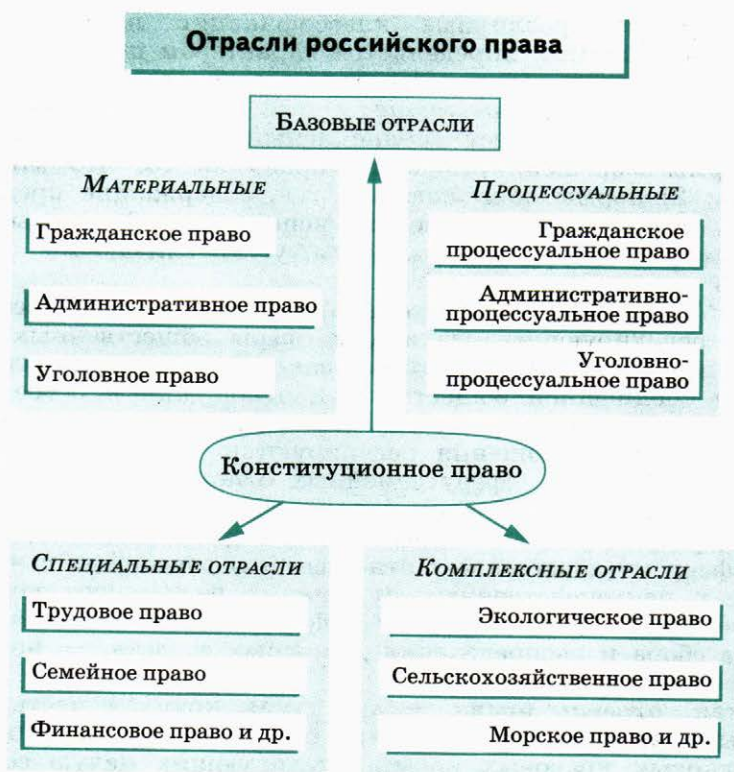 Отрасли российского права
БАЗОВЫЕ ОТРАСЛИ
МАТЕРИАЛЬНЫЕ
Гражданское право
Административное право
Уголовное право
ПРОЦЕССУАЛЬНЫЕ
Гражданское
процессуальное право
Административно-
процессуальное право
Уголовно-
процессуальное право
Конституционное право
СПЕЦИАЛЬНЫЕ ОТРАСЛИ
Трудовое право
Семейное право
Финансовое право и др.
КОМПЛЕКСНЫЕ ОТРАСЛИ
Экологическое право
Сельскохозяйственное право
Морское право и др.